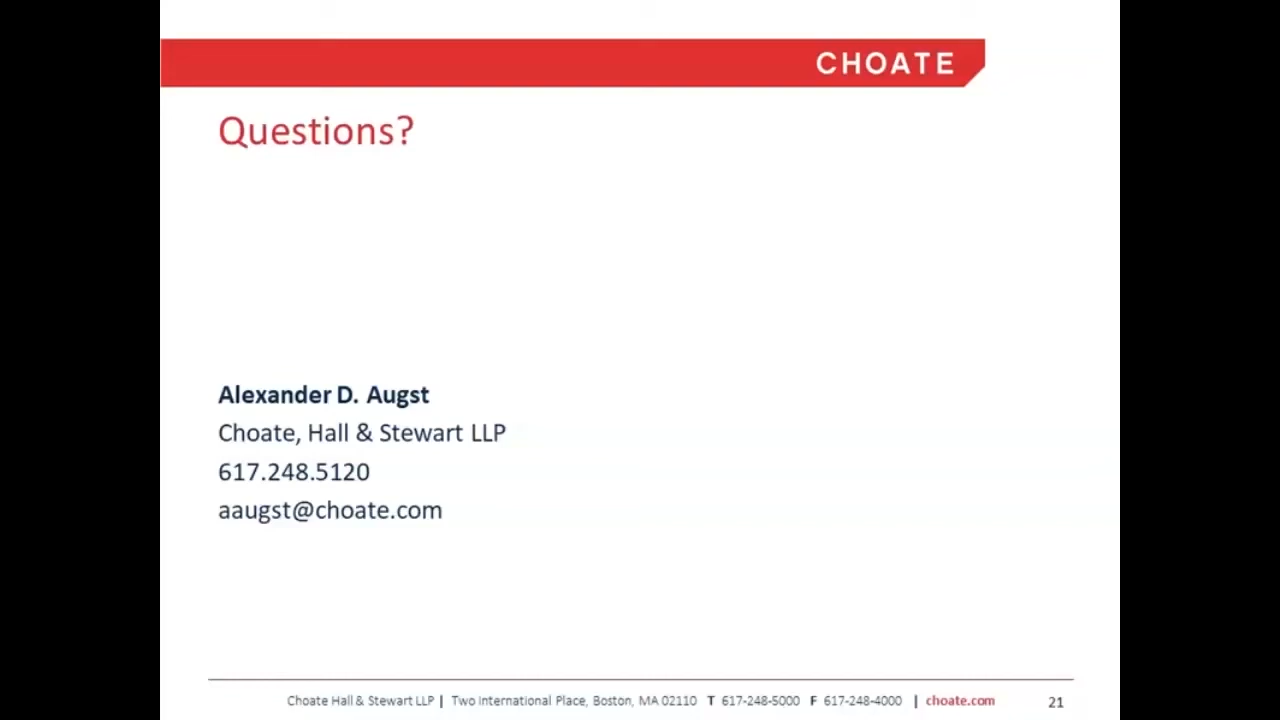 CHOATE
Questions?
Alexander D. Augst
Choate, Hall & Stewart LLP
617.248.5120
aaugst@choate.com
Choate Hall & Stewart LLP | Two International Place, Boston, MA 02110 T 617-248-5000 F 617-248-4000 | choate.com 21